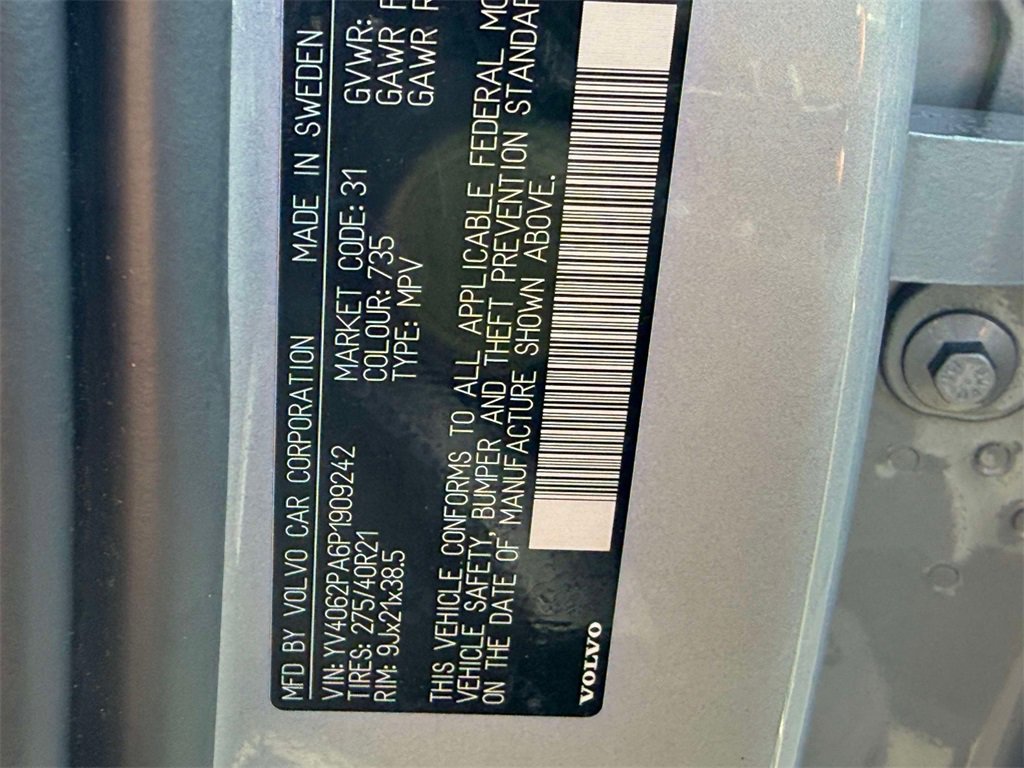 MFD BY VOLVO CAR CORPORATION MADE IN SWEDEN
VIN: YV4062PA6P1909242
TIRES: 275/40R21 MARKET CODE: 31 GVWR:
RIM: 9Jx21x38.5 COLOUR: 735 GAWR F
TYPE: MPV GAWR R
THIS VEHICLE CONFORMS TO ALL APPLICABLE FEDERAL MO
VEHICLE SAFETY, BUMPER AND THEFT PREVENTION STANDAR
ON THE DATE OF MANUFACTURE SHOWN ABOVE.
VOLVO